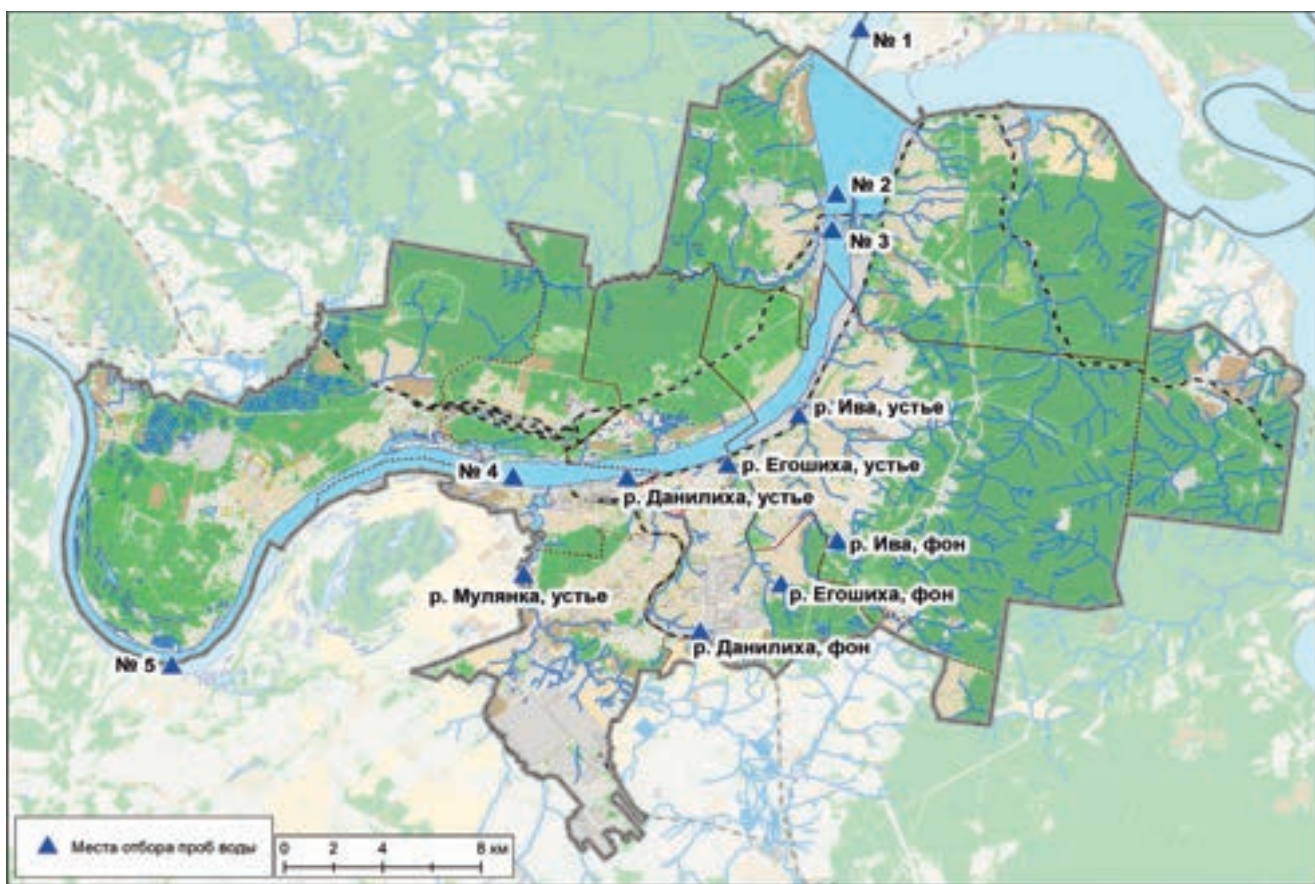 № 1
№ 2
№ 3
р. Ива, устье
р. Егошиха, устье
№ 4
р. Данилиха, устье
р. Ива, фон
р. Мулянка, устье
р. Егошиха, фон
р. Данилиха, фон
№ 5
Места отбора проб воды
0 2 4 8 км